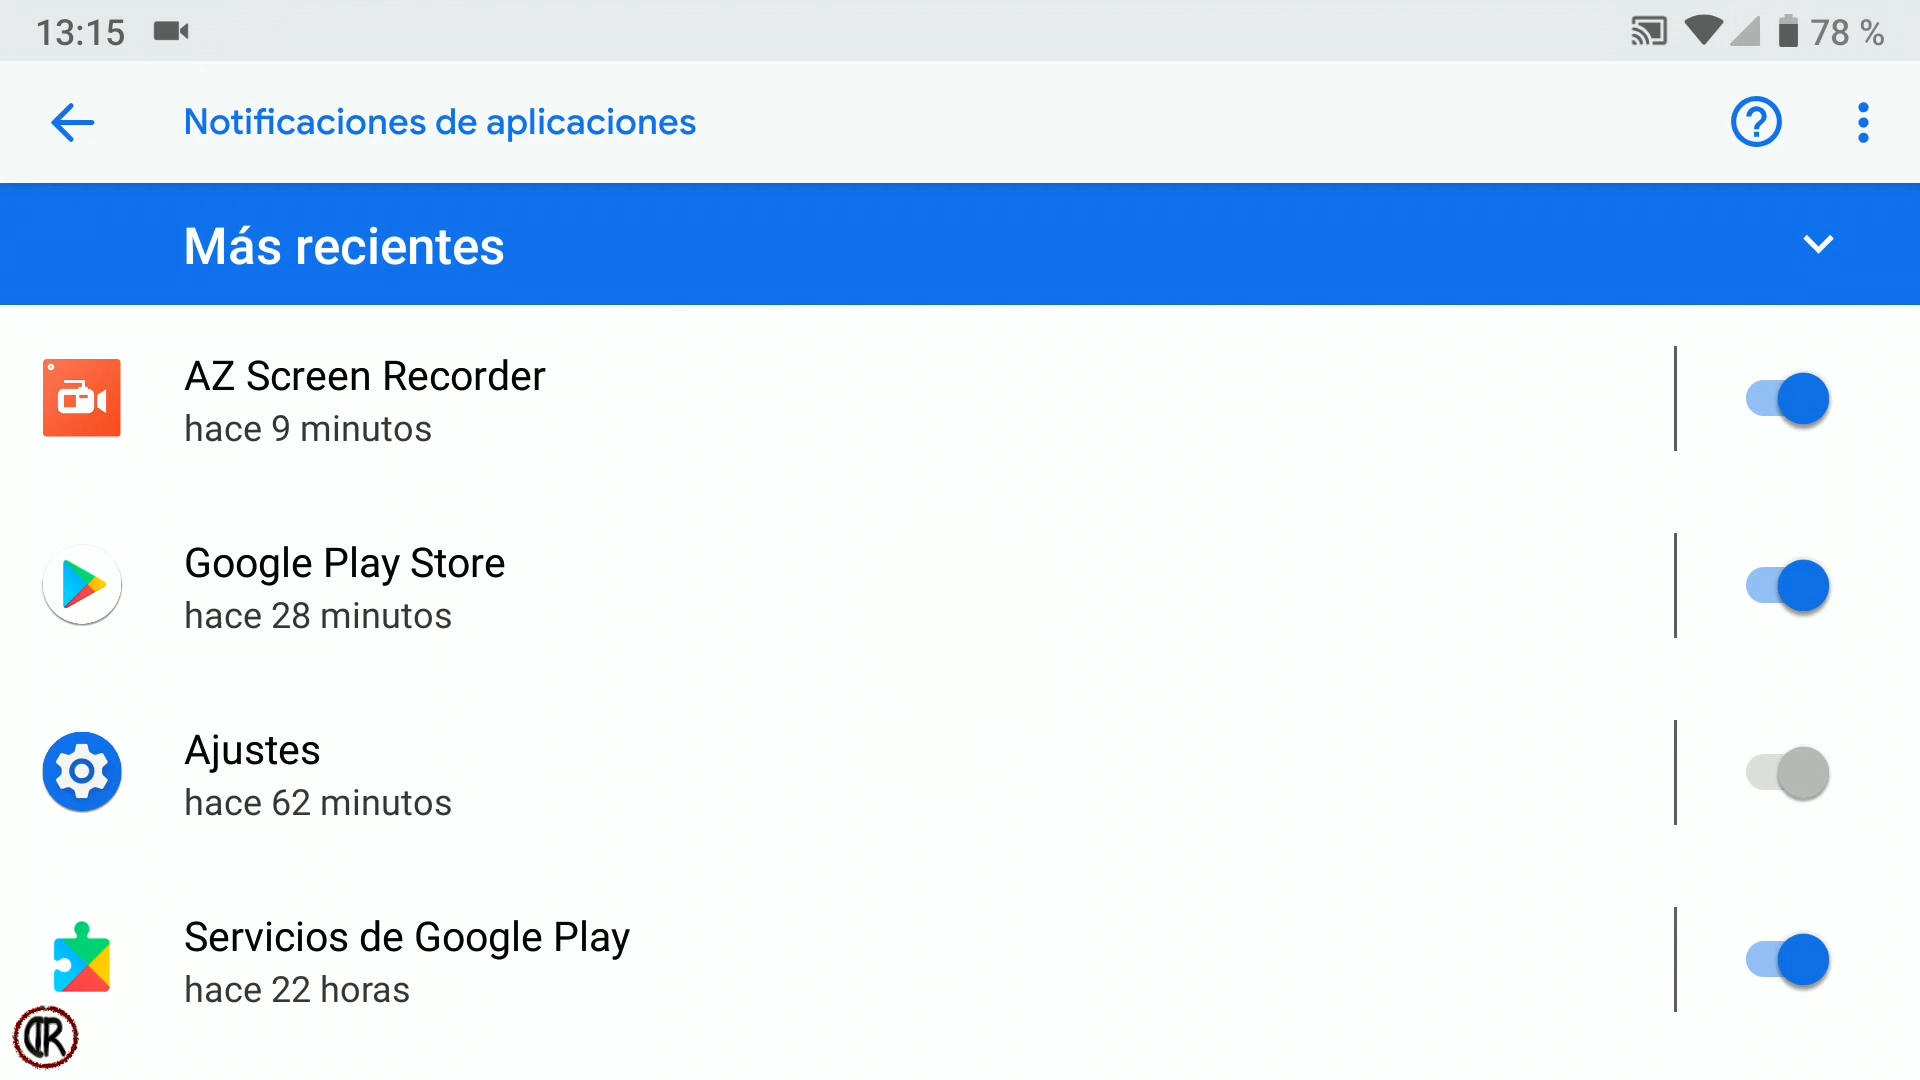 13:15 78 %
Notificaciones de aplicaciones
Más recientes
AZ Screen Recorder
hace 9 minutos
Google Play Store
hace 28 minutos
Ajustes
hace 62 minutos
Servicios de Google Play
hace 22 horas
DR